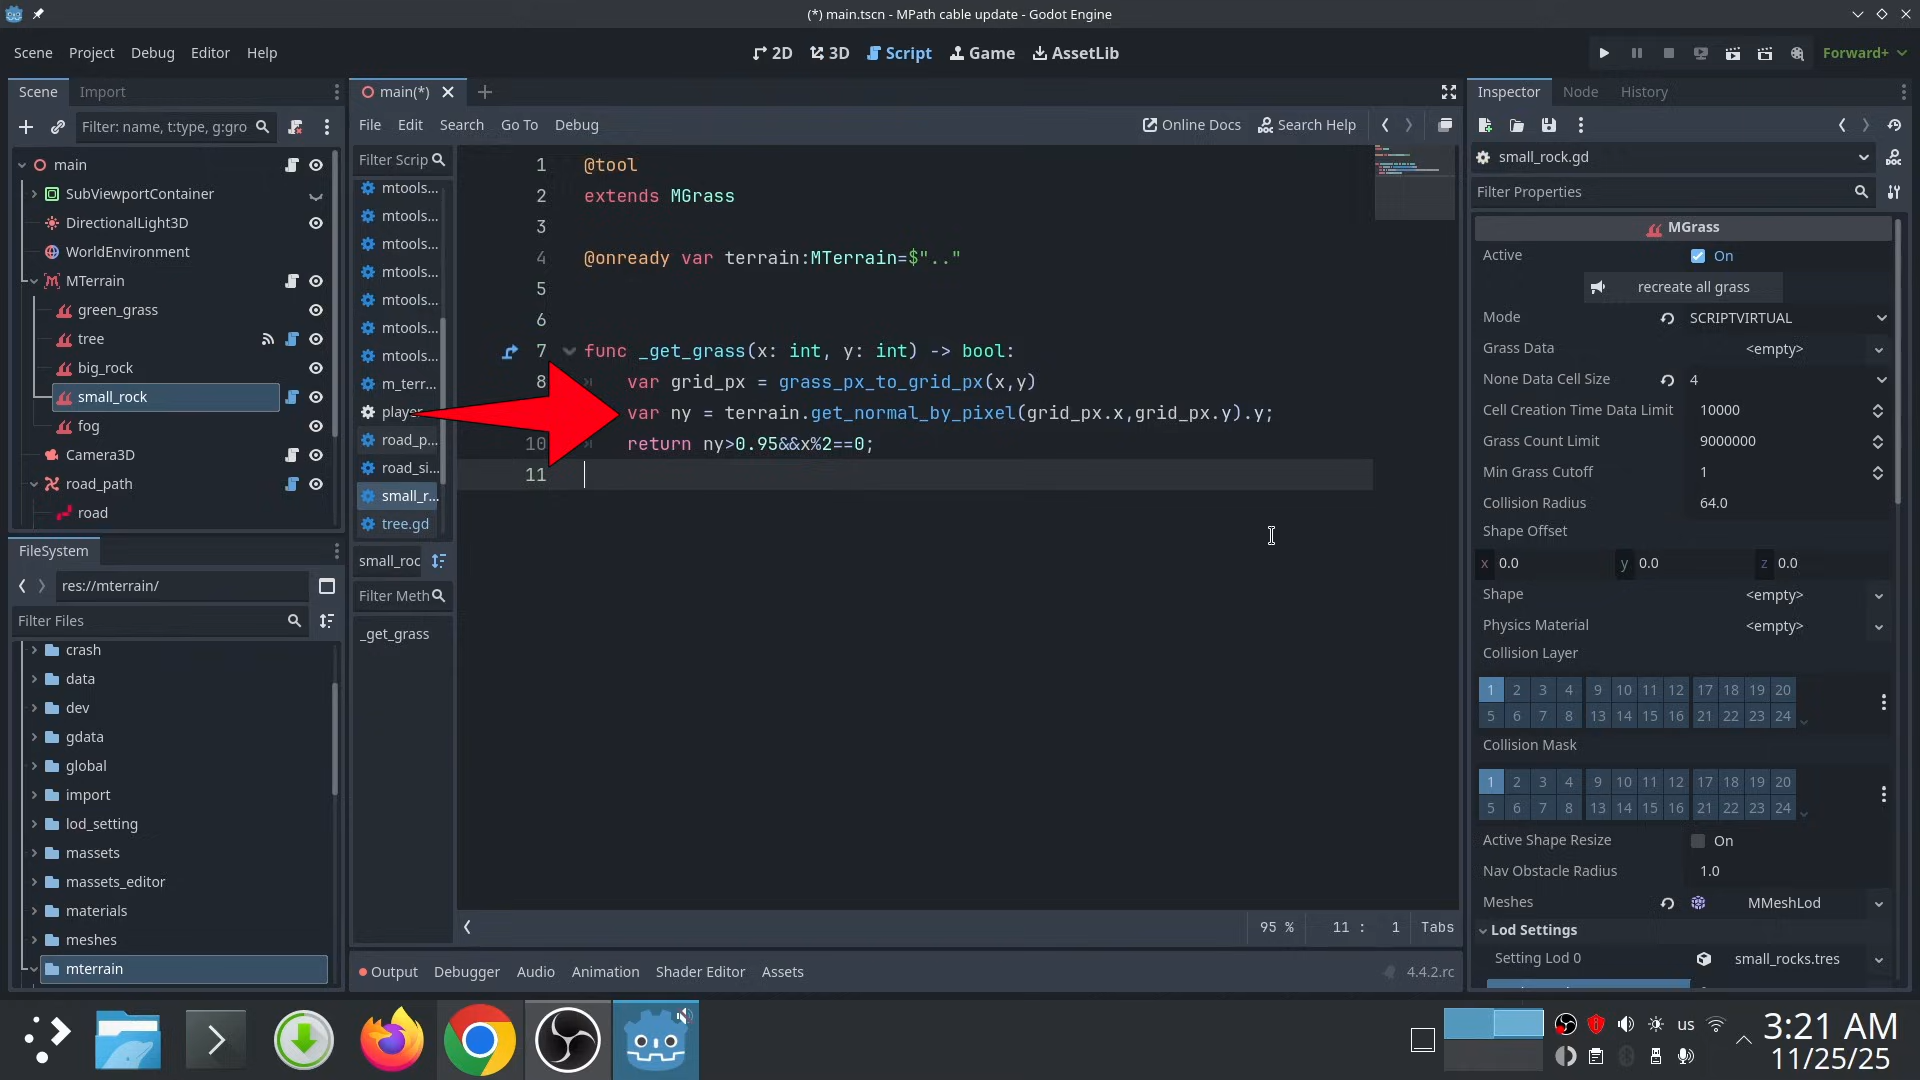 (*) main.tscn - MPath cable update - Godot Engine
Scene Project Debug Editor Help
2D 3D Script Game AssetLib
Forward+
Scene Import
Filter: name, t:type, g:gro
main
SubViewportContainer
DirectionalLight3D
WorldEnvironment
MTerrain
green_grass
tree
big_rock
small_rock
fog
Camera3D
road_path
road
FileSystem
res://mterrain/
Filter Files
crash
data
dev
gdata
global
import
lod_setting
massets
massets_editor
materials
meshes
mterrain
main(*)
File Edit Search Go To Debug
Online Docs Search Help
Filter Scrip
mtools...
mtools...
mtools...
mtools...
mtools...
mtools...
mtools...
m_terr...
player
road_p...
road_si...
small_r...
tree.gd
small_roc
Filter Meth
_get_grass
1 @tool
2 extends MGrass
3
4 @onready var terrain:MTerrain=$".."
5
6
7 func _get_grass(x: int, y: int) -> bool:
8 var grid_px = grass_px_to_grid_px(x,y)
var ny = terrain.get_normal_by_pixel(grid_px.x,grid_px.y).y;
10 return ny>0.95&&x%2==0;
11
95 % 11 : 1 Tabs
Output Debugger Audio Animation Shader Editor Assets
4.4.2.rc
Inspector Node History
small_rock.gd
Filter Properties
MGrass
Active On
recreate all grass
Mode SCRIPTVIRTUAL
Grass Data <empty>
None Data Cell Size 4
Cell Creation Time Data Limit 10000
Grass Count Limit 9000000
Min Grass Cutoff 1
Collision Radius 64.0
Shape Offset
x 0.0 y 0.0 z 0.0
Shape <empty>
Physics Material <empty>
Collision Layer
1 2 3 4 9 10 11 12 17 18 19 20
5 6 7 8 13 14 15 16 21 22 23 24
Collision Mask
1 2 3 4 9 10 11 12 17 18 19 20
5 6 7 8 13 14 15 16 21 22 23 24
Active Shape Resize On
Nav Obstacle Radius 1.0
Meshes MMeshLod
Lod Settings
Setting Lod 0 small_rocks.tres
us
3:21 AM
11/25/25